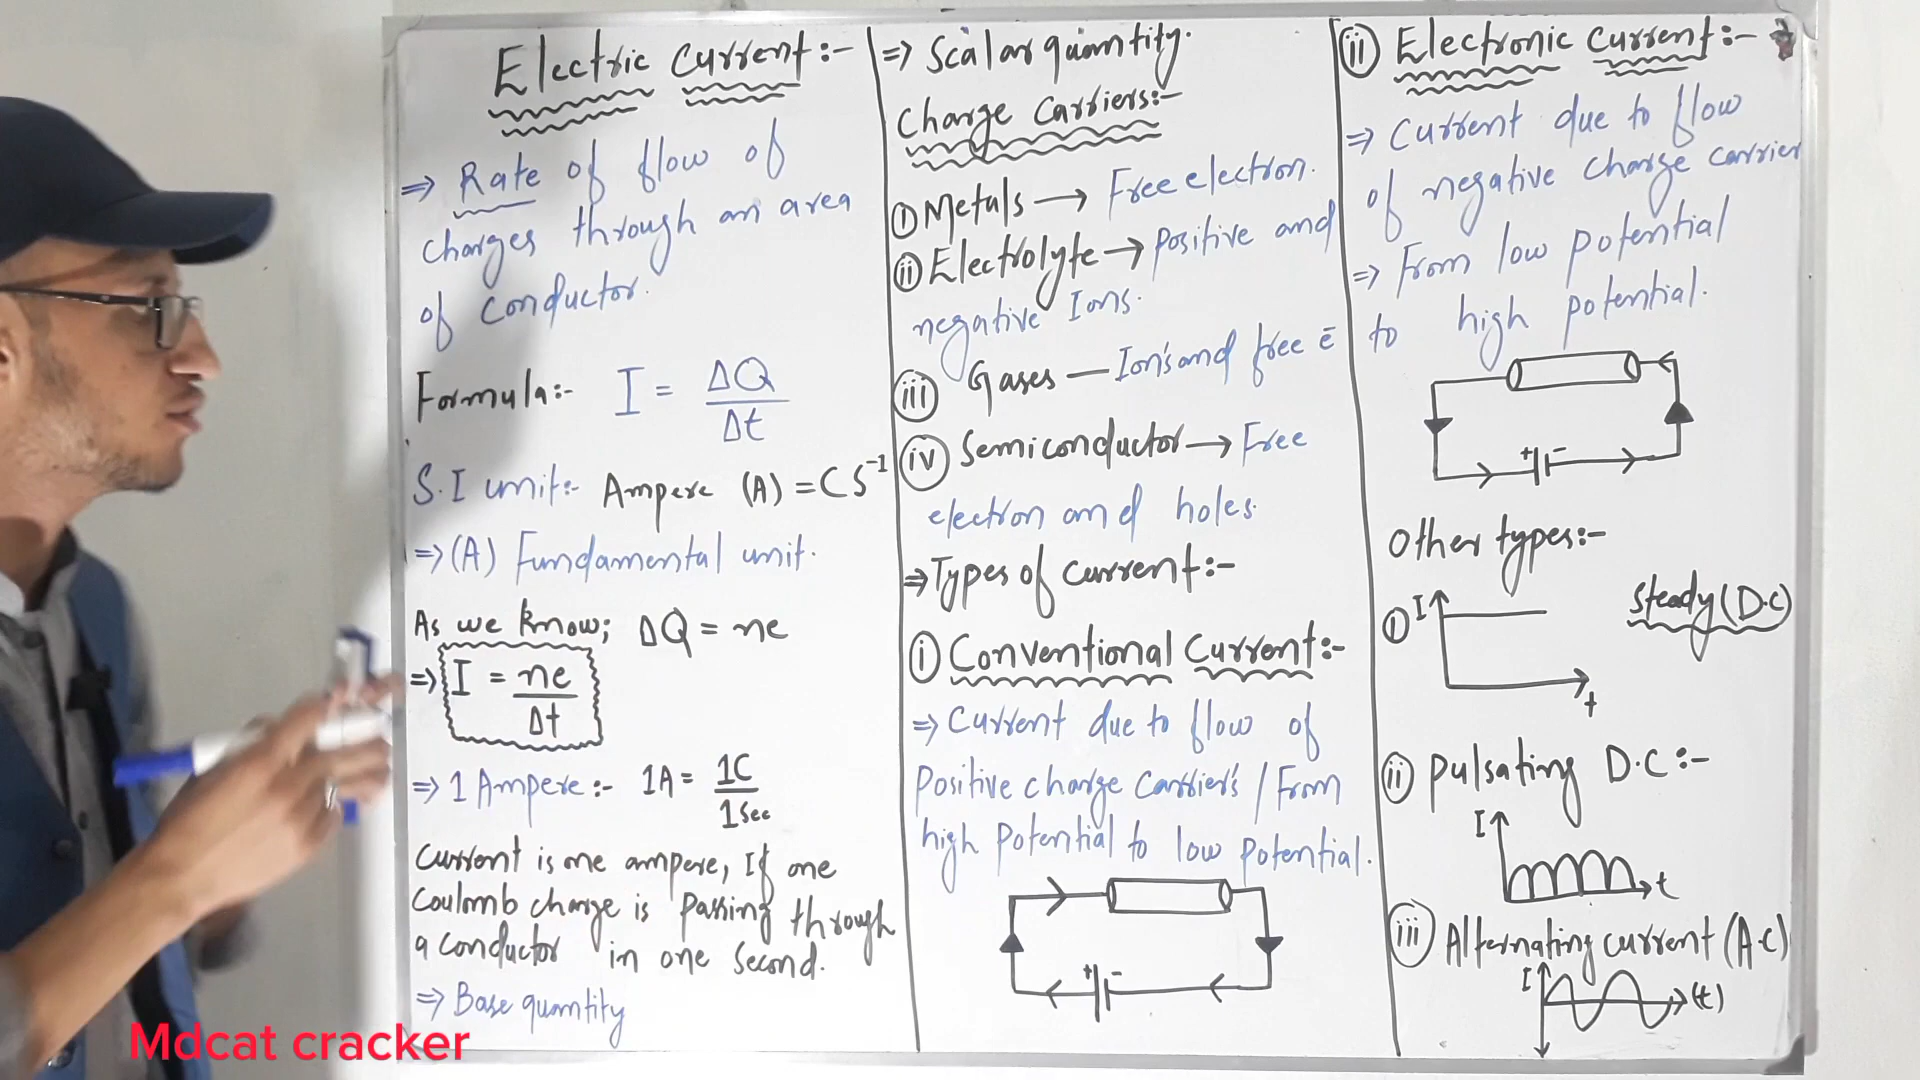 Electric Current:-
⇒ Rate of flow of
charges through an area
of conductor.
Formula:- I = ΔQ/Δt
S.I unit:- Ampere (A) = CS⁻¹
⇒ (A) Fundamental unit.
As we know; ΔQ = ne
⇒ I = ne/Δt
⇒ 1 Ampere:- 1A = 1C/1Sec
Current is one ampere, If one
Coulomb charge is passing through
a conductor in one second.
⇒ Base quantity
⇒ Scalar quantity.
Charge Carriers:-
(i) Metals → Free electron.
(ii) Electrolyte → positive and
negative Ions.
(iii) Gases — Ion's and free ē
(iv) Semiconductor → Free
electron and holes.
⇒ Types of current:-
(i) Conventional Current:-
⇒ Current due to flow of
Positive charge Carrier's / From
high Potential to low potential.
+ -
(ii) Electronic Current:-
⇒ Current due to flow
of negative charge carrier
⇒ From low potential
to high potential.
+ -
Other types:-
(i) I t Steady (D.C)
(ii) Pulsating D.C:-
I t
(iii) Alternating current (A.C)
I (t)
Mdcat cracker